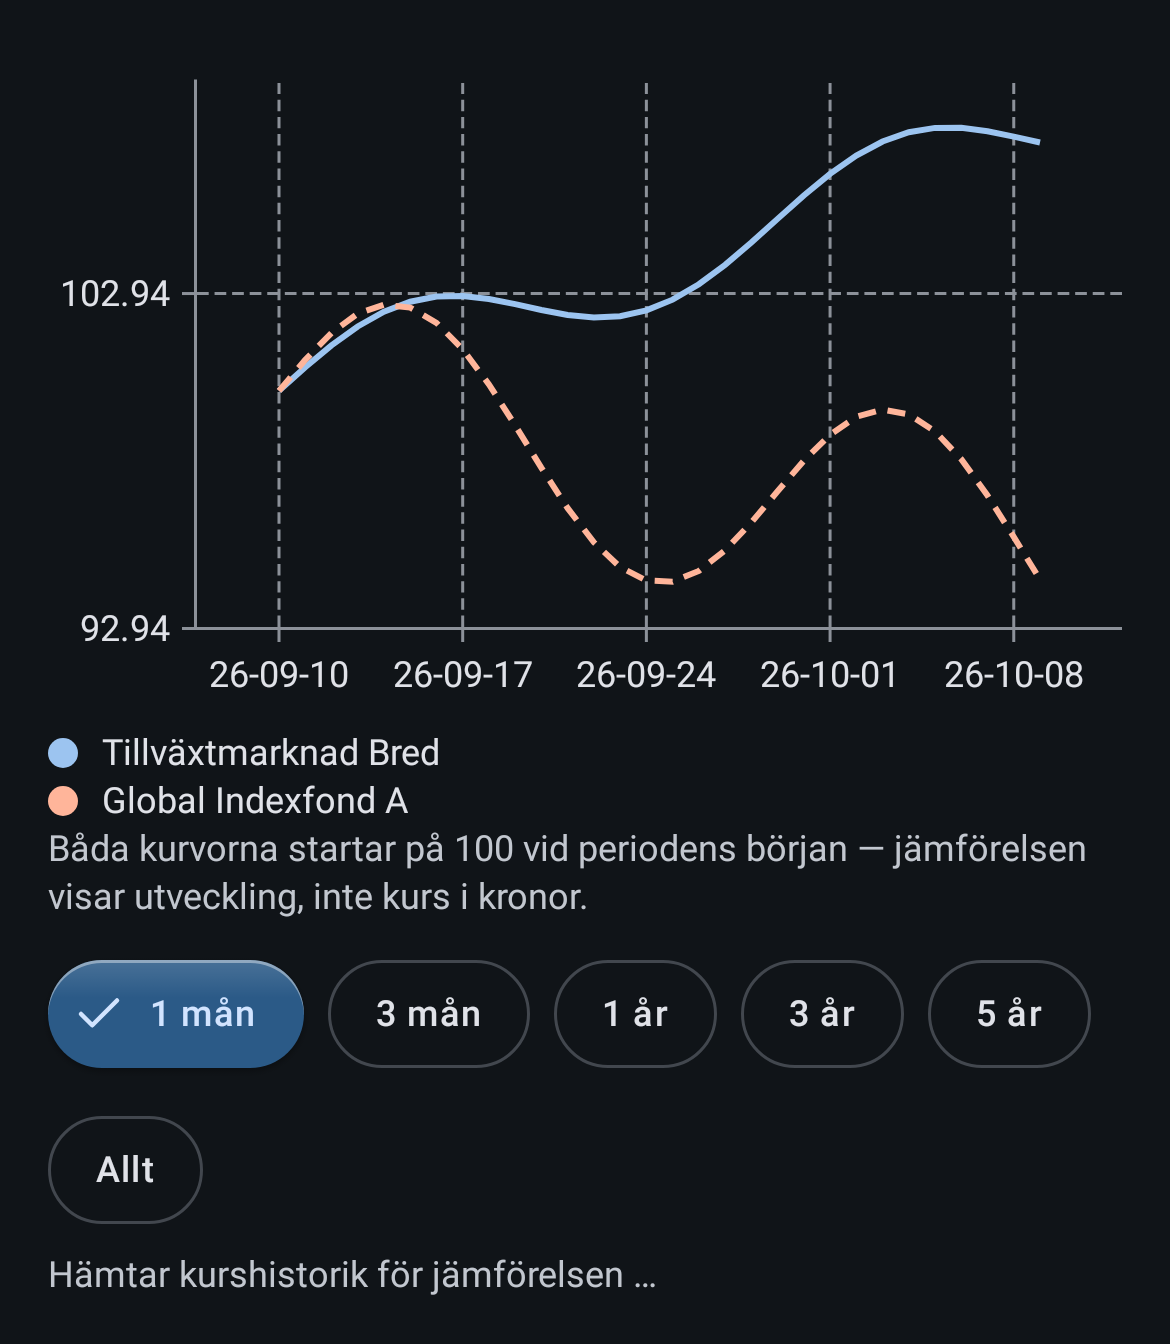 102.94
92.94
26-09-10 26-09-17 26-09-24 26-10-01 26-10-08
Tillväxtmarknad Bred
Global Indexfond A
Båda kurvorna startar på 100 vid periodens början — jämförelsen
visar utveckling, inte kurs i kronor.
1 mån 3 mån 1 år 3 år 5 år
Allt
Hämtar kurshistorik för jämförelsen …